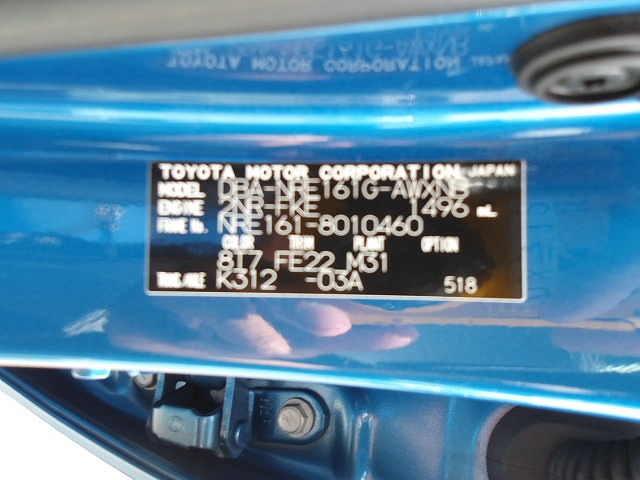 TOYOTA MOTOR CORPORATION JAPAN
MODEL DBA-NRE161G-AWXNB
ENGINE 2NR-FKE 1496 mL
FRAME No. NRE161-8010460
COLOR TRIM PLANT OPTION
817 FE22 M31
TRANS/AXLE K312 -03A 518